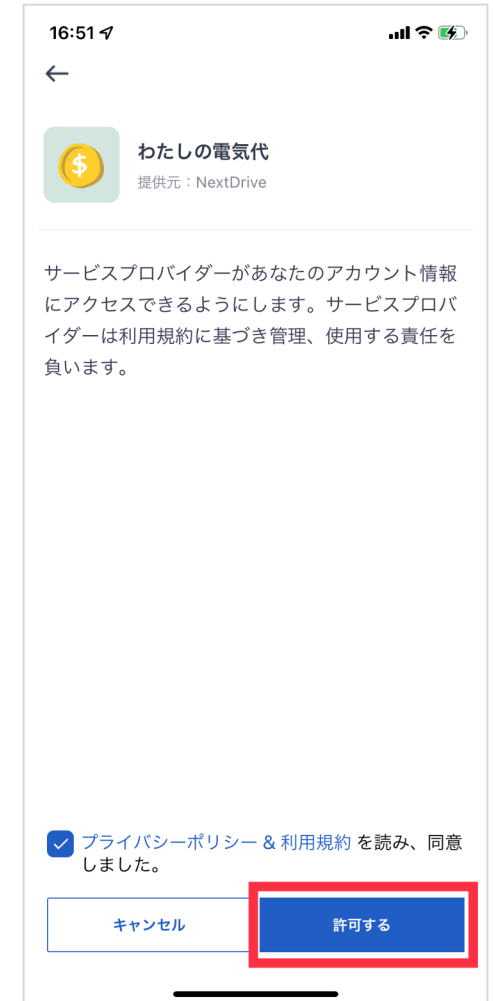 16:51
わたしの電気代
提供元：NextDrive
サービスプロバイダーがあなたのアカウント情報
にアクセスできるようにします。サービスプロバ
イダーは利用規約に基づき管理、使用する責任を
負います。
プライバシーポリシー & 利用規約 を読み、同意
しました。
キャンセル
許可する